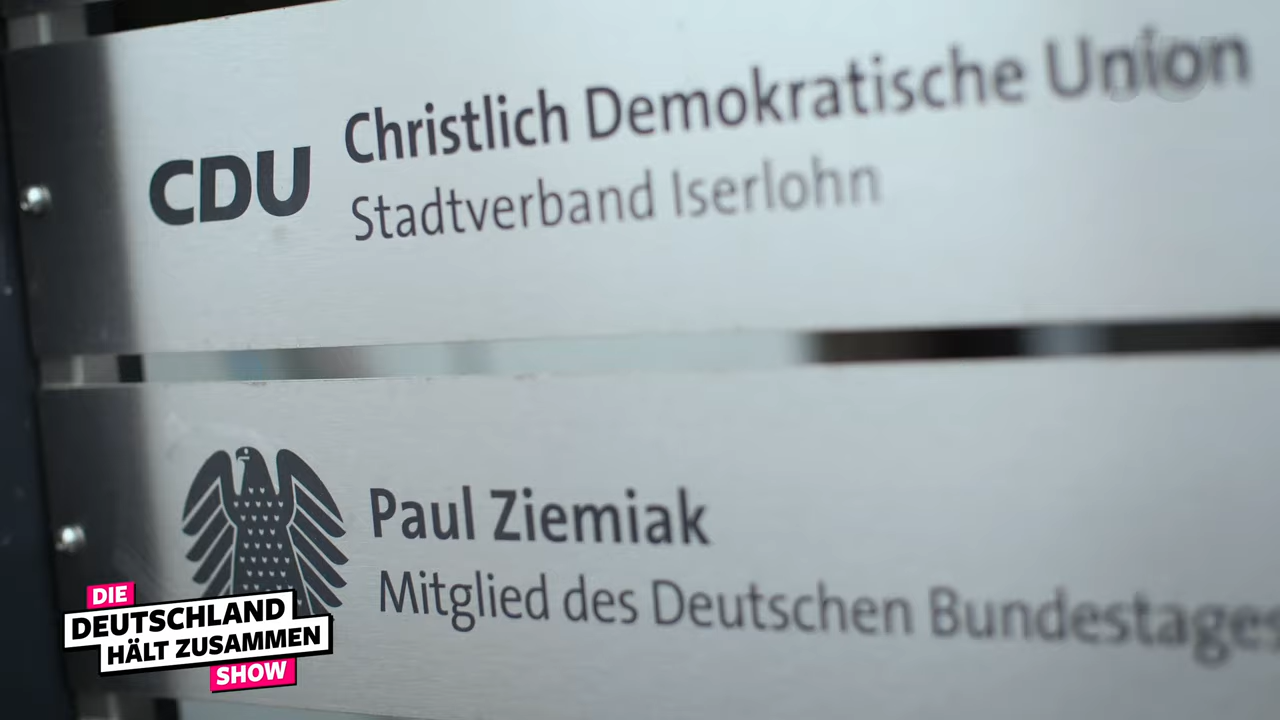 CDU
Christlich Demokratische Union
Stadtverband Iserlohn
Paul Ziemiak
Mitglied des Deutschen Bundestages
DIE
DEUTSCHLAND
HÄLT ZUSAMMEN
SHOW